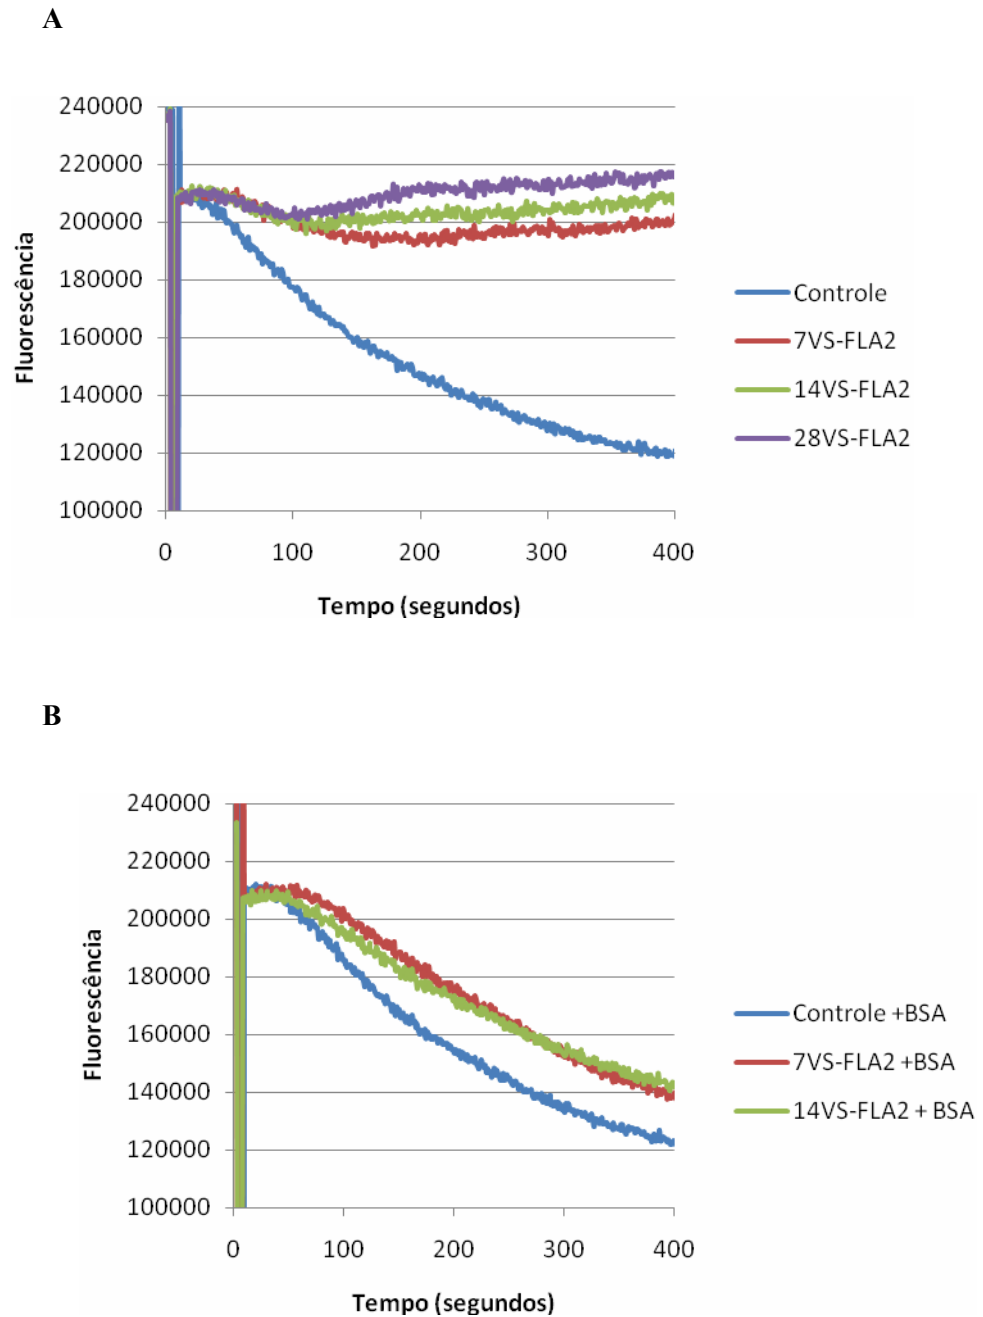 A
240000
220000
200000
180000
160000
140000
120000
100000
0 100 200 300 400
Fluorescência
Tempo (segundos)
Controle
7VS-FLA2
14VS-FLA2
28VS-FLA2
B
240000
220000
200000
180000
160000
140000
120000
100000
0 100 200 300 400
Fluorescência
Tempo (segundos)
Controle +BSA
7VS-FLA2 +BSA
14VS-FLA2 + BSA